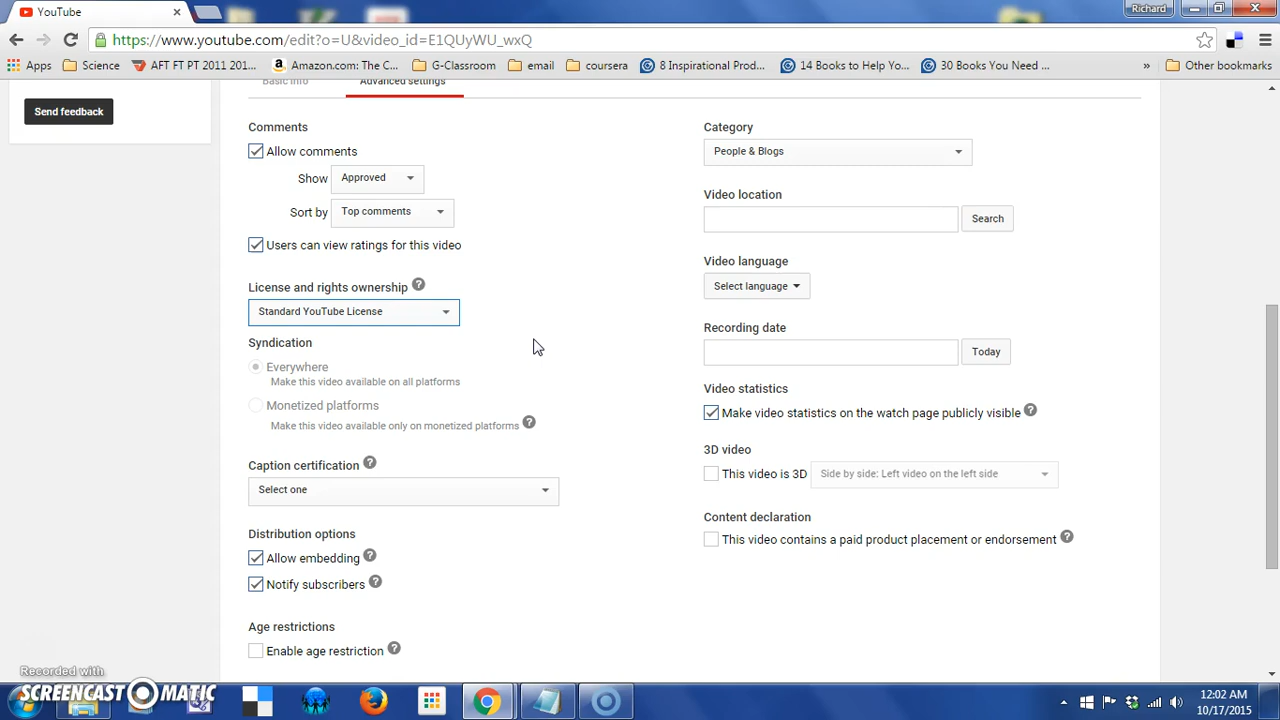 YouTube
Richard
https://www.youtube.com/edit?o=U&video_id=E1QUyWU_wxQ
Apps Science AFT FT PT 2011 201... Amazon.com: The C... G-Classroom email coursera 8 Inspirational Prod... 14 Books to Help Yo... 30 Books You Need ... » Other bookmarks
Basic info Advanced settings
Send feedback
Comments
Allow comments
Show Approved
Sort by Top comments
Users can view ratings for this video
License and rights ownership ?
Standard YouTube License
Syndication
Everywhere
Make this video available on all platforms
Monetized platforms
Make this video available only on monetized platforms ?
Caption certification ?
Select one
Distribution options
Allow embedding ?
Notify subscribers ?
Age restrictions
Enable age restriction ?
Category
People & Blogs
Video location
Search
Video language
Select language
Recording date
Today
Video statistics
Make video statistics on the watch page publicly visible ?
3D video
This video is 3D Side by side: Left video on the left side
Content declaration
This video contains a paid product placement or endorsement ?
Recorded with
SCREENCAST MATIC
12:02 AM
10/17/2015